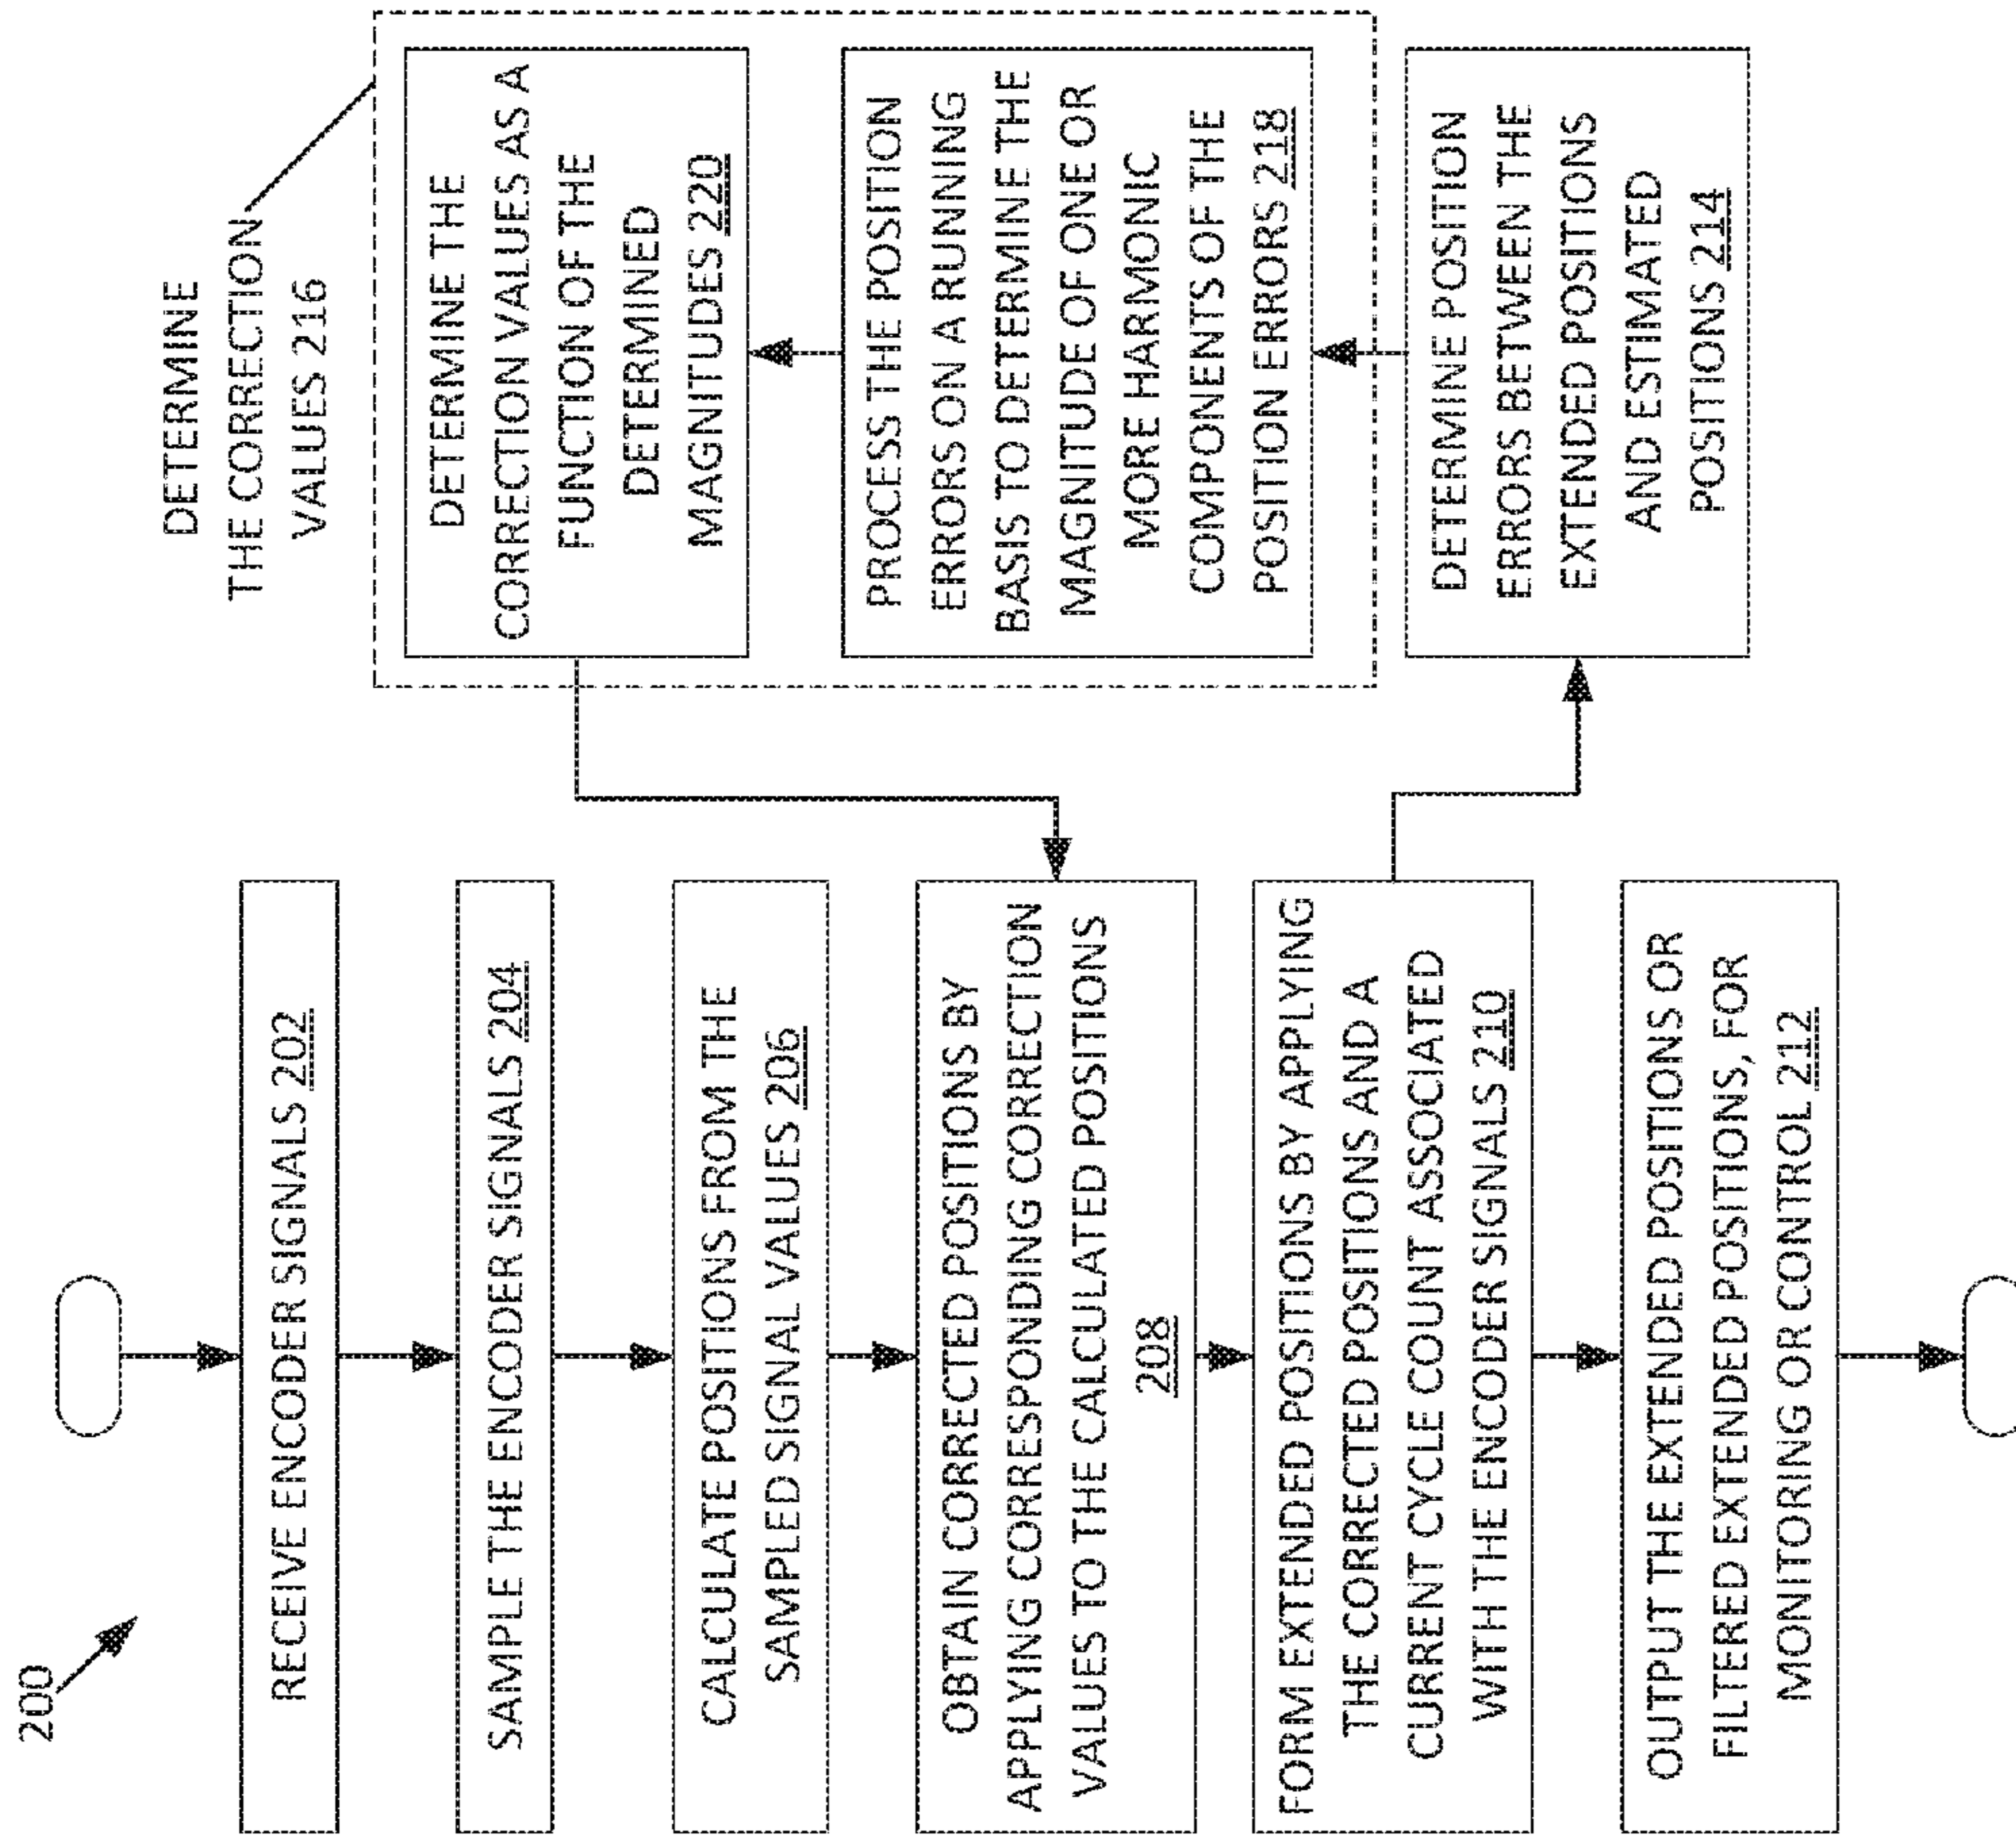 200
RECEIVE ENCODER SIGNALS 202
SAMPLE THE ENCODER SIGNALS 204
CALCULATE POSITIONS FROM THE
SAMPLED SIGNAL VALUES 206
OBTAIN CORRECTED POSITIONS BY
APPLYING CORRESPONDING CORRECTION
VALUES TO THE CALCULATED POSITIONS
208
FORM EXTENDED POSITIONS BY APPLYING
THE CORRECTED POSITIONS AND A
CURRENT CYCLE COUNT ASSOCIATED
WITH THE ENCODER SIGNALS 210
OUTPUT THE EXTENDED POSITIONS OR
FILTERED EXTENDED POSITIONS, FOR
MONITORING OR CONTROL 212
DETERMINE
THE CORRECTION
VALUES 216
DETERMINE THE
CORRECTION VALUES AS A
FUNCTION OF THE
DETERMINED
MAGNITUDES 220
PROCESS THE POSITION
ERRORS ON A RUNNING
BASIS TO DETERMINE THE
MAGNITUDE OF ONE OR
MORE HARMONIC
COMPONENTS OF THE
POSITION ERRORS 218
DETERMINE POSITION
ERRORS BETWEEN THE
EXTENDED POSITIONS
AND ESTIMATED
POSITIONS 214